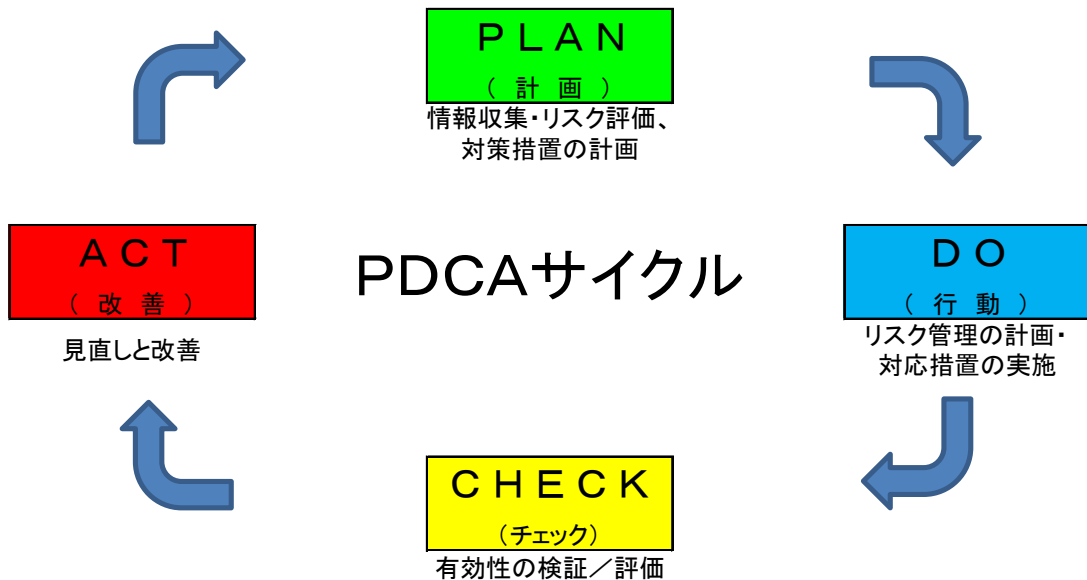 ＰＬＡＮ
（ 計 画 ）
情報収集・リスク評価、
対策措置の計画
ＡＣＴ
（ 改 善 ）
見直しと改善
PDCAサイクル
ＤＯ
（ 行 動 ）
リスク管理の計画・
対応措置の実施
ＣＨＥＣＫ
（チェック）
有効性の検証／評価